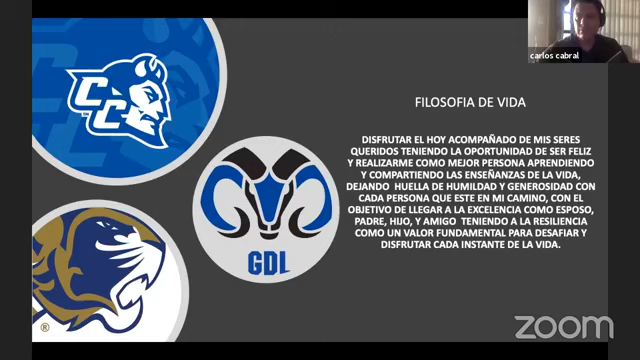 carlos cabral
FILOSOFIA DE VIDA
DISFRUTAR EL HOY ACOMPAÑADO DE MIS SERES
QUERIDOS TENIENDO LA OPORTUNIDAD DE SER FELIZ
Y REALIZARME COMO MEJOR PERSONA APRENDIENDO
Y COMPARTIENDO LAS ENSEÑANZAS DE LA VIDA,
DEJANDO HUELLA DE HUMILDAD Y GENEROSIDAD CON
CADA PERSONA QUE ESTE EN MI CAMINO, CON EL
OBJETIVO DE LLEGAR A LA EXCELENCIA COMO ESPOSO,
PADRE, HIJO, Y AMIGO TENIENDO A LA RESILIENCIA
COMO UN VALOR FUNDAMENTAL PARA DESAFIAR Y
DISFRUTAR CADA INSTANTE DE LA VIDA.
CC
GDL
®
zoom